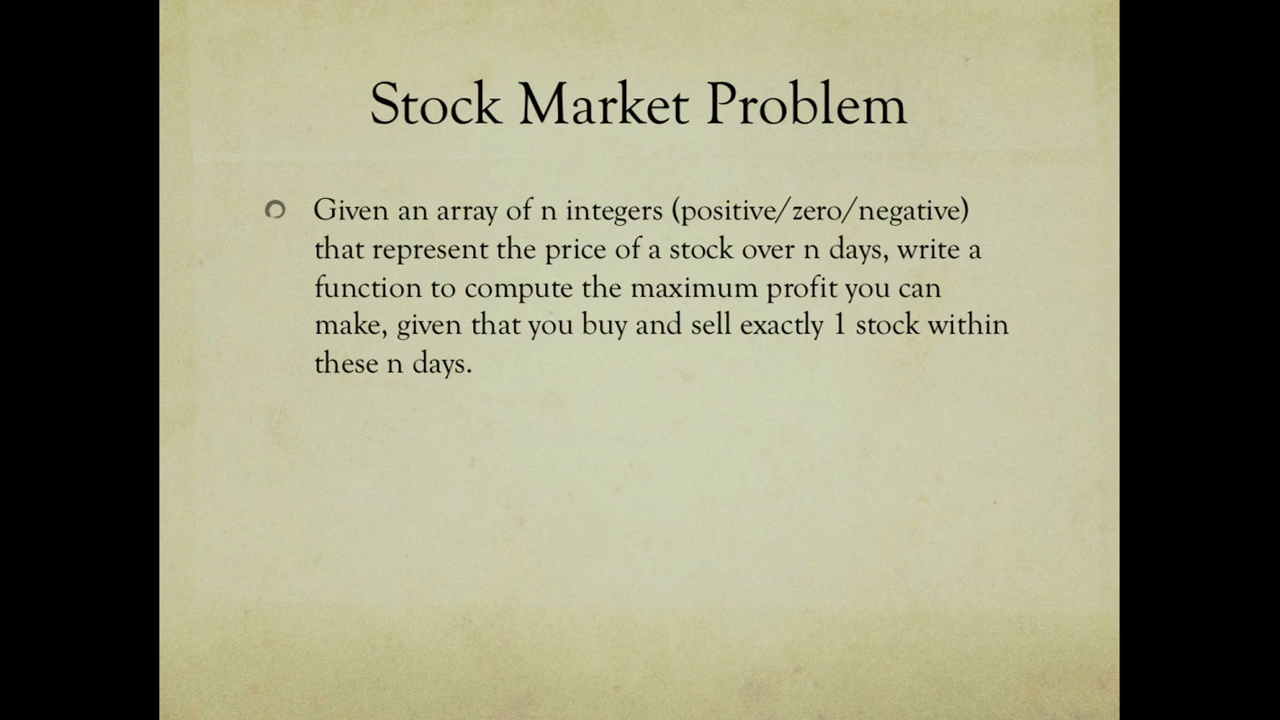 Stock Market Problem
Given an array of n integers (positive/zero/negative)
that represent the price of a stock over n days, write a
function to compute the maximum profit you can
make, given that you buy and sell exactly 1 stock within
these n days.